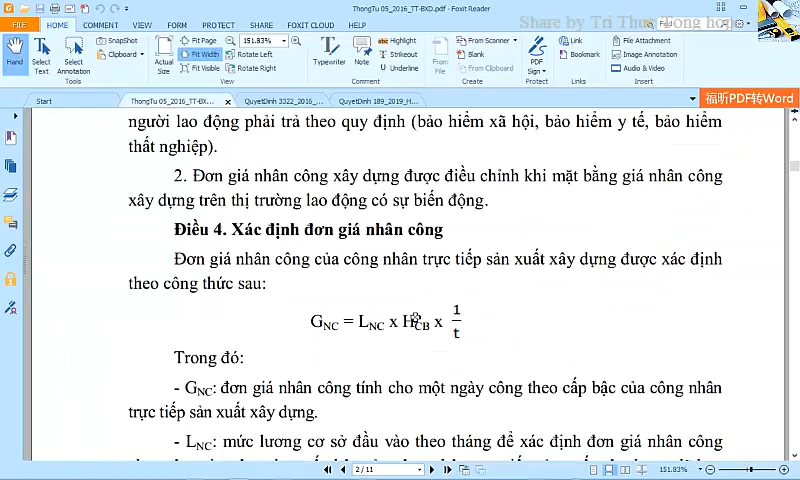 ThongTu 05_2016_TT-BXD.pdf - Foxit Reader
Share by Tri Thuc Tong hop
FILE HOME COMMENT VIEW FORM PROTECT SHARE FOXIT CLOUD HELP
SnapShot Fit Page 151.83% Highlight From Scanner Link File Attachment
Clipboard Fit Width Rotate Left Strikeout Blank Bookmark Image Annotation
Hand Select Text Select Annotation Actual Size Fit Visible Rotate Right Typewriter Note Underline From File From Clipboard PDF Sign Audio & Video
Tools View Comment Create Protect Links Insert
Start ThongTu 05_2016_TT-BX... QuyetDinh 3322_2016_... QuyetDinh 189_2019_H... 福昕PDF转Word
người lao động phải trả theo quy định (bảo hiểm xã hội, bảo hiểm y tế, bảo hiểm
thất nghiệp).
2. Đơn giá nhân công xây dựng được điều chỉnh khi mặt bằng giá nhân công
xây dựng trên thị trường lao động có sự biến động.
Điều 4. Xác định đơn giá nhân công
Đơn giá nhân công của công nhân trực tiếp sản xuất xây dựng được xác định
theo công thức sau:
GNC = LNC x HCB x 1/t
Trong đó:
- GNC: đơn giá nhân công tính cho một ngày công theo cấp bậc của công nhân
trực tiếp sản xuất xây dựng.
- LNC: mức lương cơ sở đầu vào theo tháng để xác định đơn giá nhân công
2 / 11 151.83%